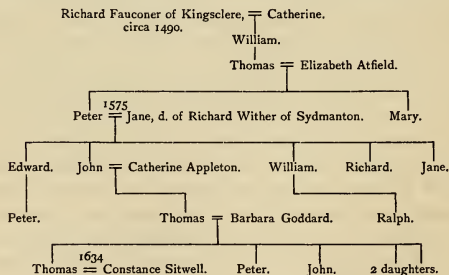 Richard Fauconer of Kingsclere, = Catherine.
circa 1490.
William.
Thomas = Elizabeth Atfield.
1575
Peter = Jane, d. of Richard Wither of Sydmanton. Mary.
Edward. John = Catherine Appleton. William. Richard. Jane.
Peter. Thomas = Barbara Goddard. Ralph.
1634
Thomas = Constance Sitwell. Peter. John. 2 daughters.